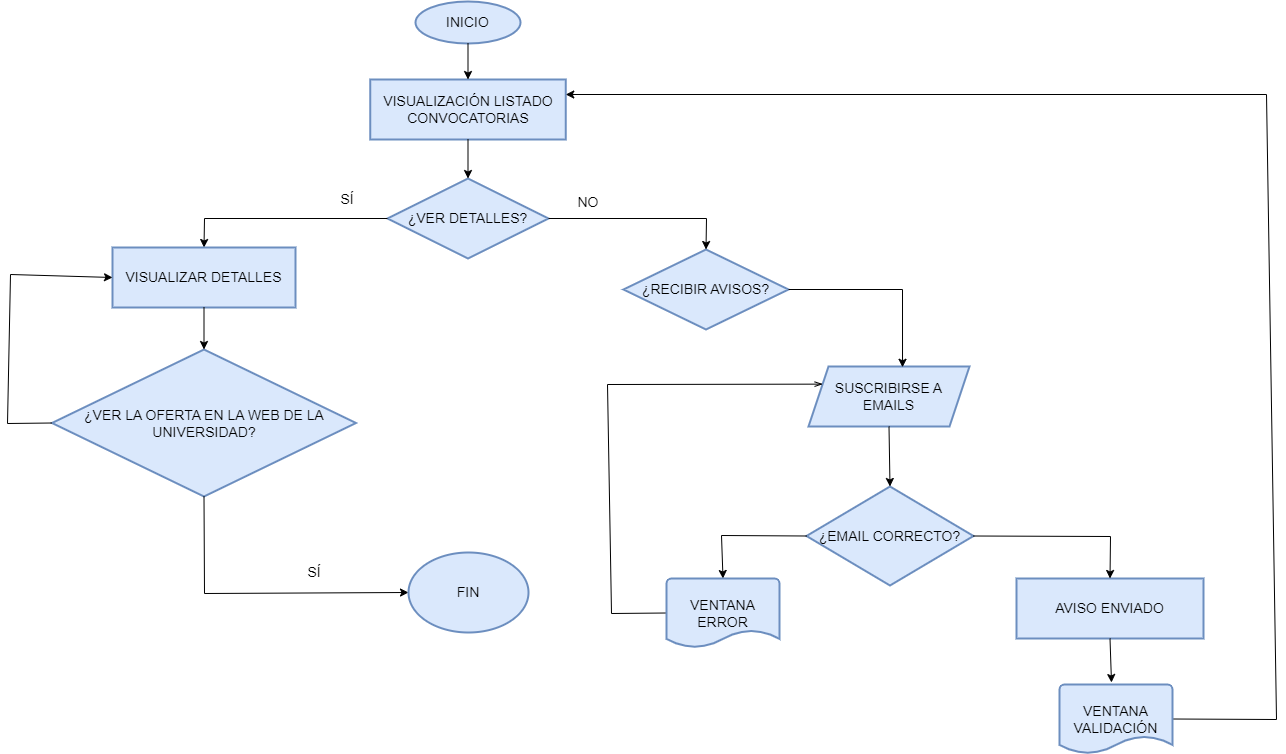 INICIO
VISUALIZACIÓN LISTADO
CONVOCATORIAS
¿VER DETALLES?
SÍ
NO
VISUALIZAR DETALLES
¿RECIBIR AVISOS?
¿VER LA OFERTA EN LA WEB DE LA
UNIVERSIDAD?
SUSCRIBIRSE A
EMAILS
¿EMAIL CORRECTO?
SÍ
FIN
VENTANA
ERROR
AVISO ENVIADO
VENTANA
VALIDACIÓN